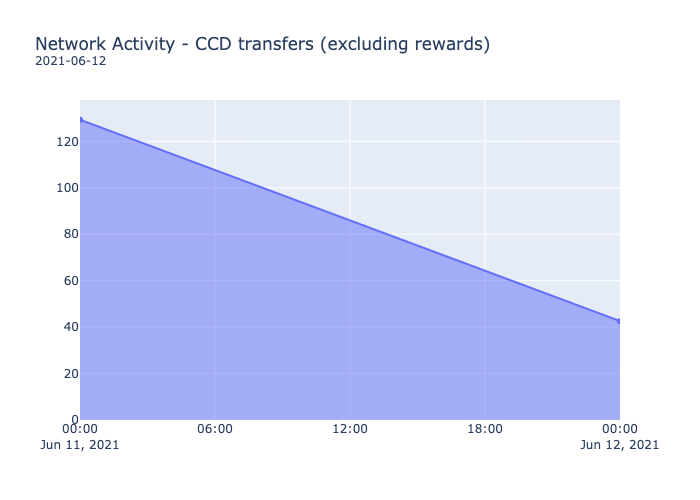 Network Activity - CCD transfers (excluding rewards)
2021-06-12
120
100
80
60
40
20
0
00:00 06:00 12:00 18:00 00:00
Jun 11, 2021 Jun 12, 2021